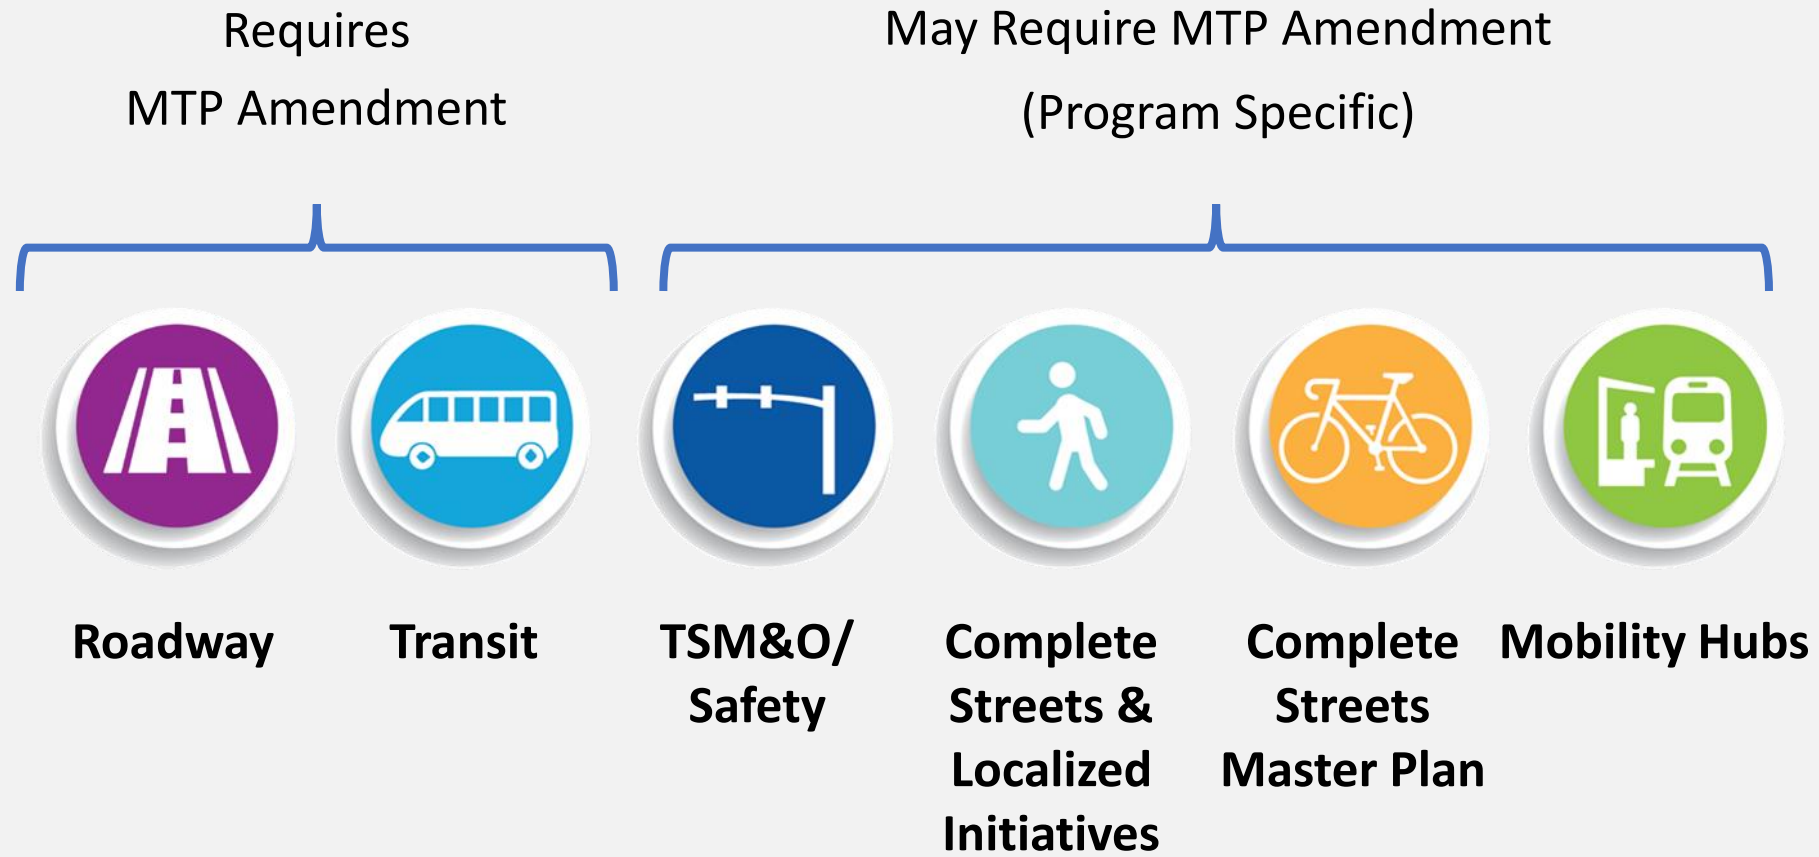 Requires
MTP Amendment
May Require MTP Amendment
(Program Specific)
Roadway
Transit
TSM&O/
Safety
Complete
Streets &
Localized
Initiatives
Complete
Streets
Master Plan
Mobility Hubs